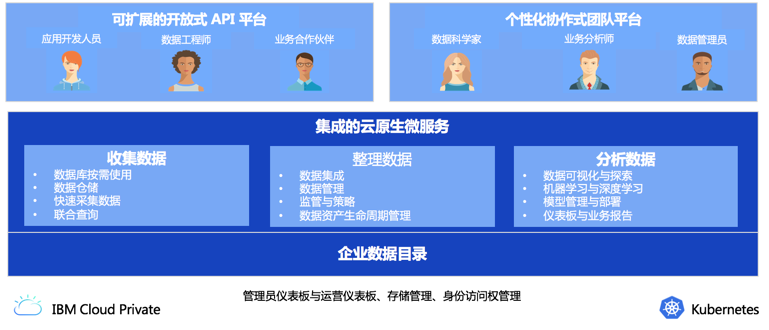 可扩展的开放式 API 平台
应用开发人员
数据工程师
业务合作伙伴
个性化协作式团队平台
数据科学家
业务分析师
数据管理员
集成的云原生微服务
收集数据
• 数据库按需使用
• 数据仓储
• 快速采集数据
• 联合查询
整理数据
• 数据集成
• 数据管理
• 监管与策略
• 数据资产生命周期管理
分析数据
• 数据可视化与探索
• 机器学习与深度学习
• 模型管理与部署
• 仪表板与业务报告
企业数据目录
IBM Cloud Private
管理员仪表板与运营仪表板、存储管理、身份访问权管理
Kubernetes